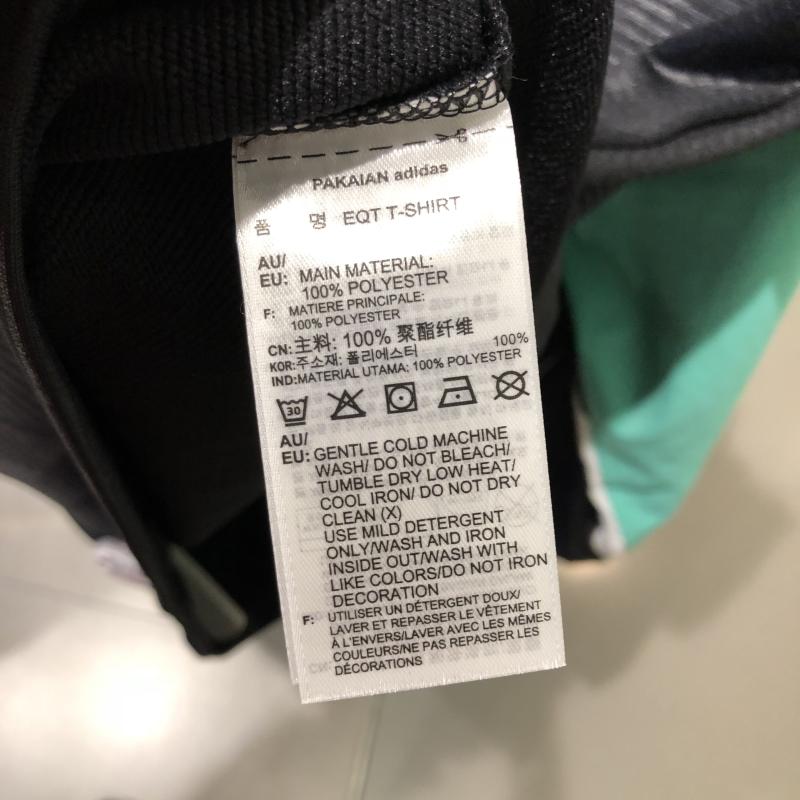 PAKAIAN adidas
품 명 EQT T-SHIRT
AU/
EU: MAIN MATERIAL:
100% POLYESTER
F: MATIERE PRINCIPALE:
100% POLYESTER
CN:主料: 100% 聚酯纤维
KOR:주소재: 폴리에스터 100%
IND:MATERIAL UTAMA: 100% POLYESTER
30
AU/
EU: GENTLE COLD MACHINE
WASH/ DO NOT BLEACH/
TUMBLE DRY LOW HEAT/
COOL IRON/ DO NOT DRY
CLEAN (X)
USE MILD DETERGENT
ONLY/WASH AND IRON
INSIDE OUT/WASH WITH
LIKE COLORS/DO NOT IRON
DECORATION
F: UTILISER UN DÉTERGENT DOUX/
LAVER ET REPASSER LE VÊTEMENT
À L'ENVERS/LAVER AVEC LES MÊMES
COULEURS/NE PAS REPASSER LES
DÉCORATIONS